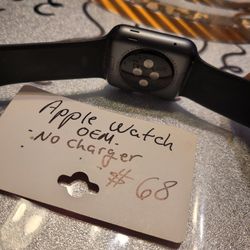 Apple Watch
OEM.
-No Charger
# 68